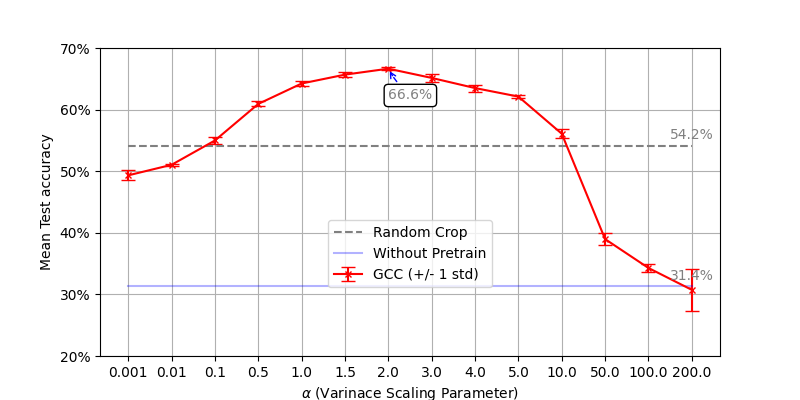 70%
60%
50%
40%
30%
20%
Mean Test accuracy
66.6%
54.2%
31.4%
Random Crop
Without Pretrain
GCC (+/- 1 std)
0.001 0.01 0.1 0.5 1.0 1.5 2.0 3.0 4.0 5.0 10.0 50.0 100.0 200.0
α (Varinace Scaling Parameter)